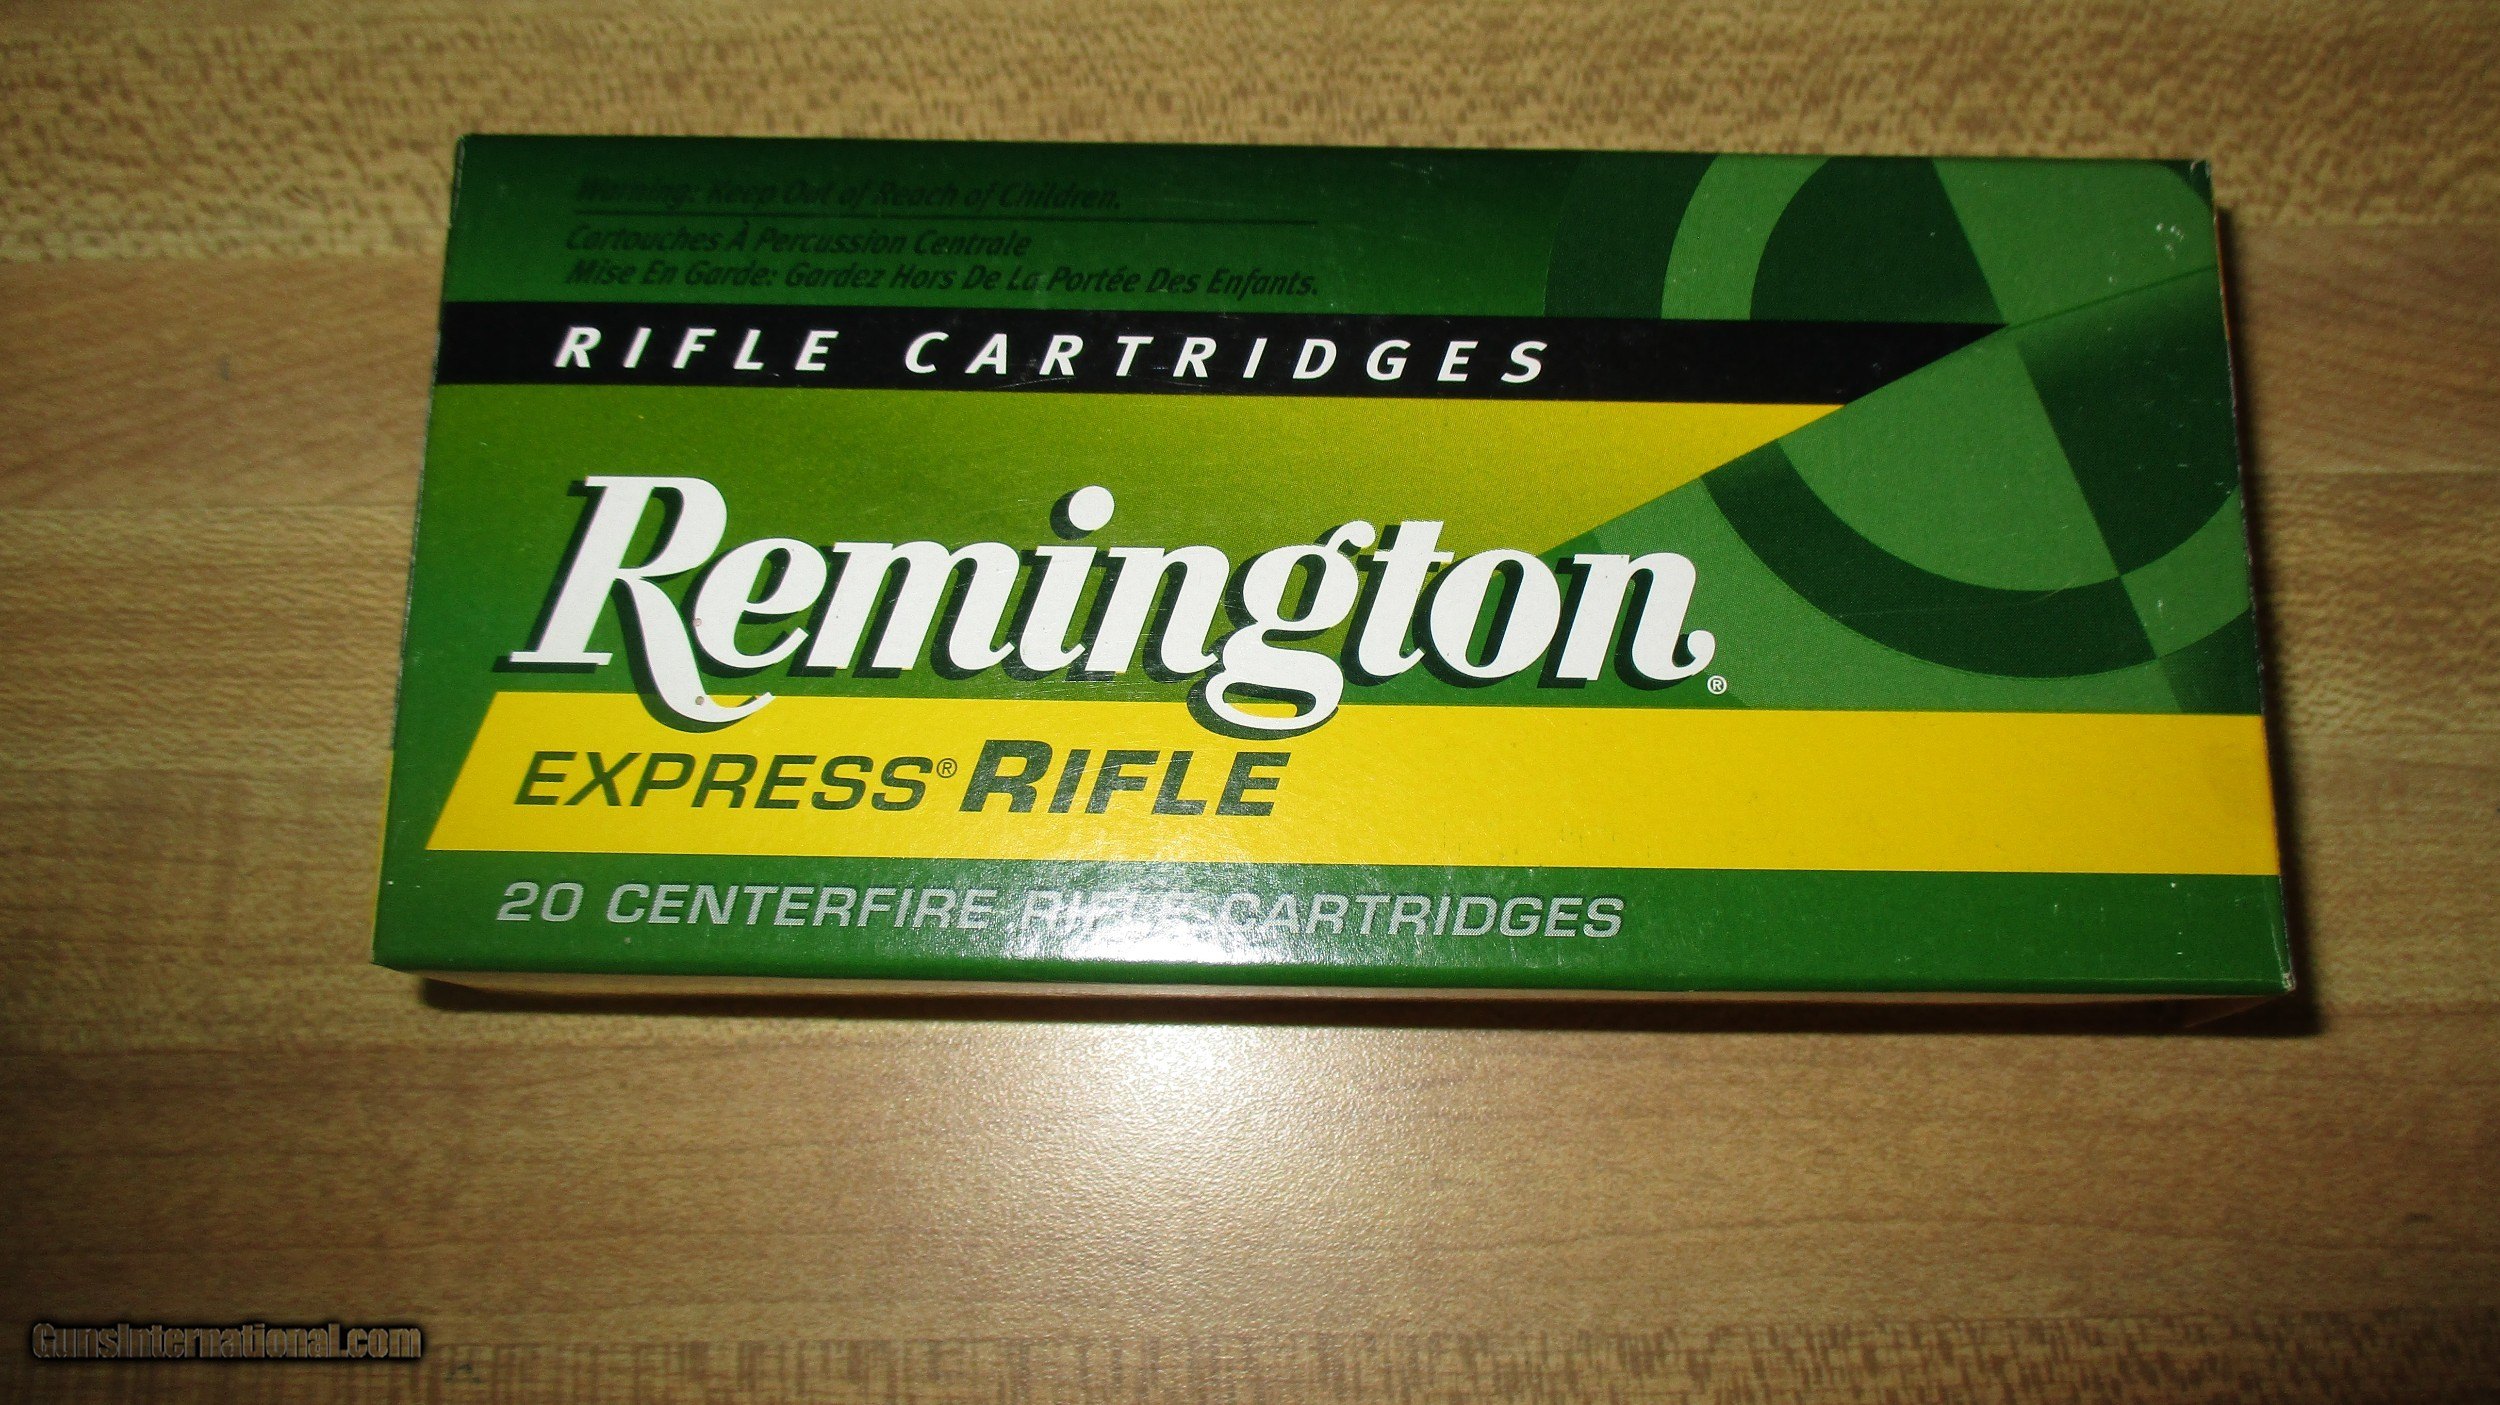 Warning: Keep Out of Reach of Children.
Cartouches À Percussion Centrale
Mise En Garde: Gardez Hors De La Portée Des Enfants.
RIFLE CARTRIDGES
Remington®
EXPRESS® RIFLE
20 CENTERFIRE RIFLE CARTRIDGES
GunsInternational.com